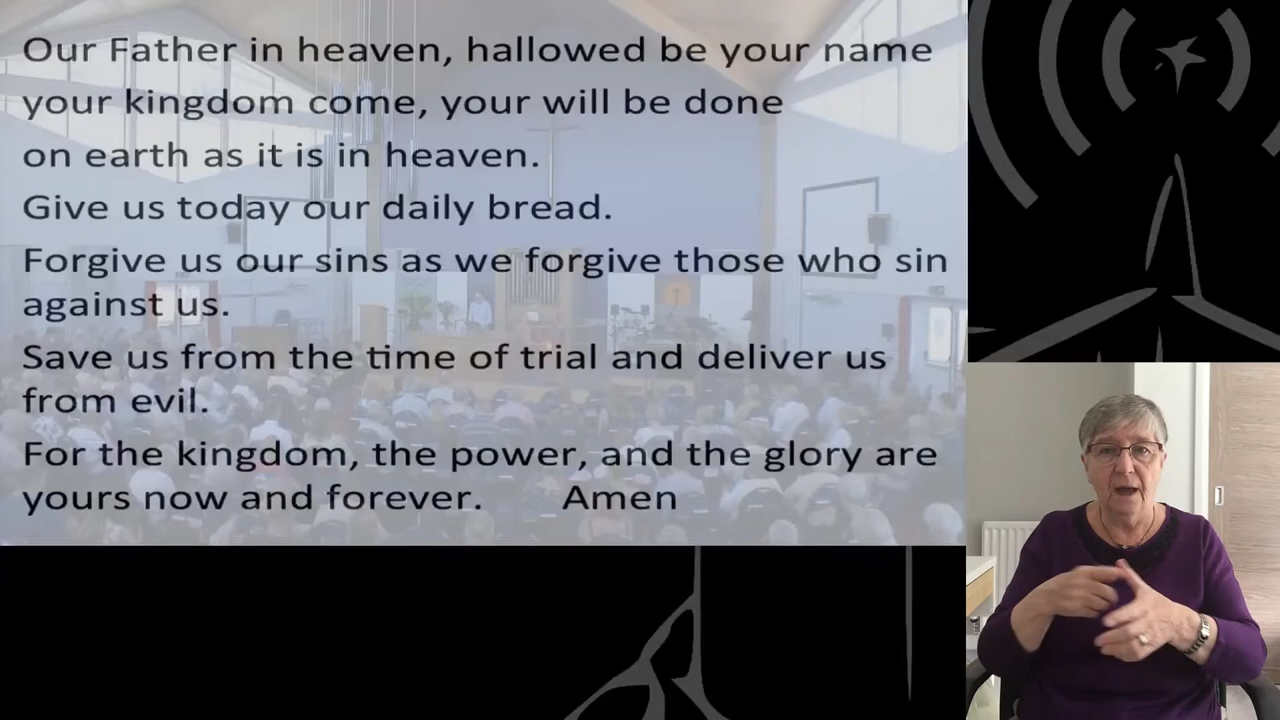 Our Father in heaven, hallowed be your name
your kingdom come, your will be done
on earth as it is in heaven.
Give us today our daily bread.
Forgive us our sins as we forgive those who sin
against us.
Save us from the time of trial and deliver us
from evil.
For the kingdom, the power, and the glory are
yours now and forever. Amen